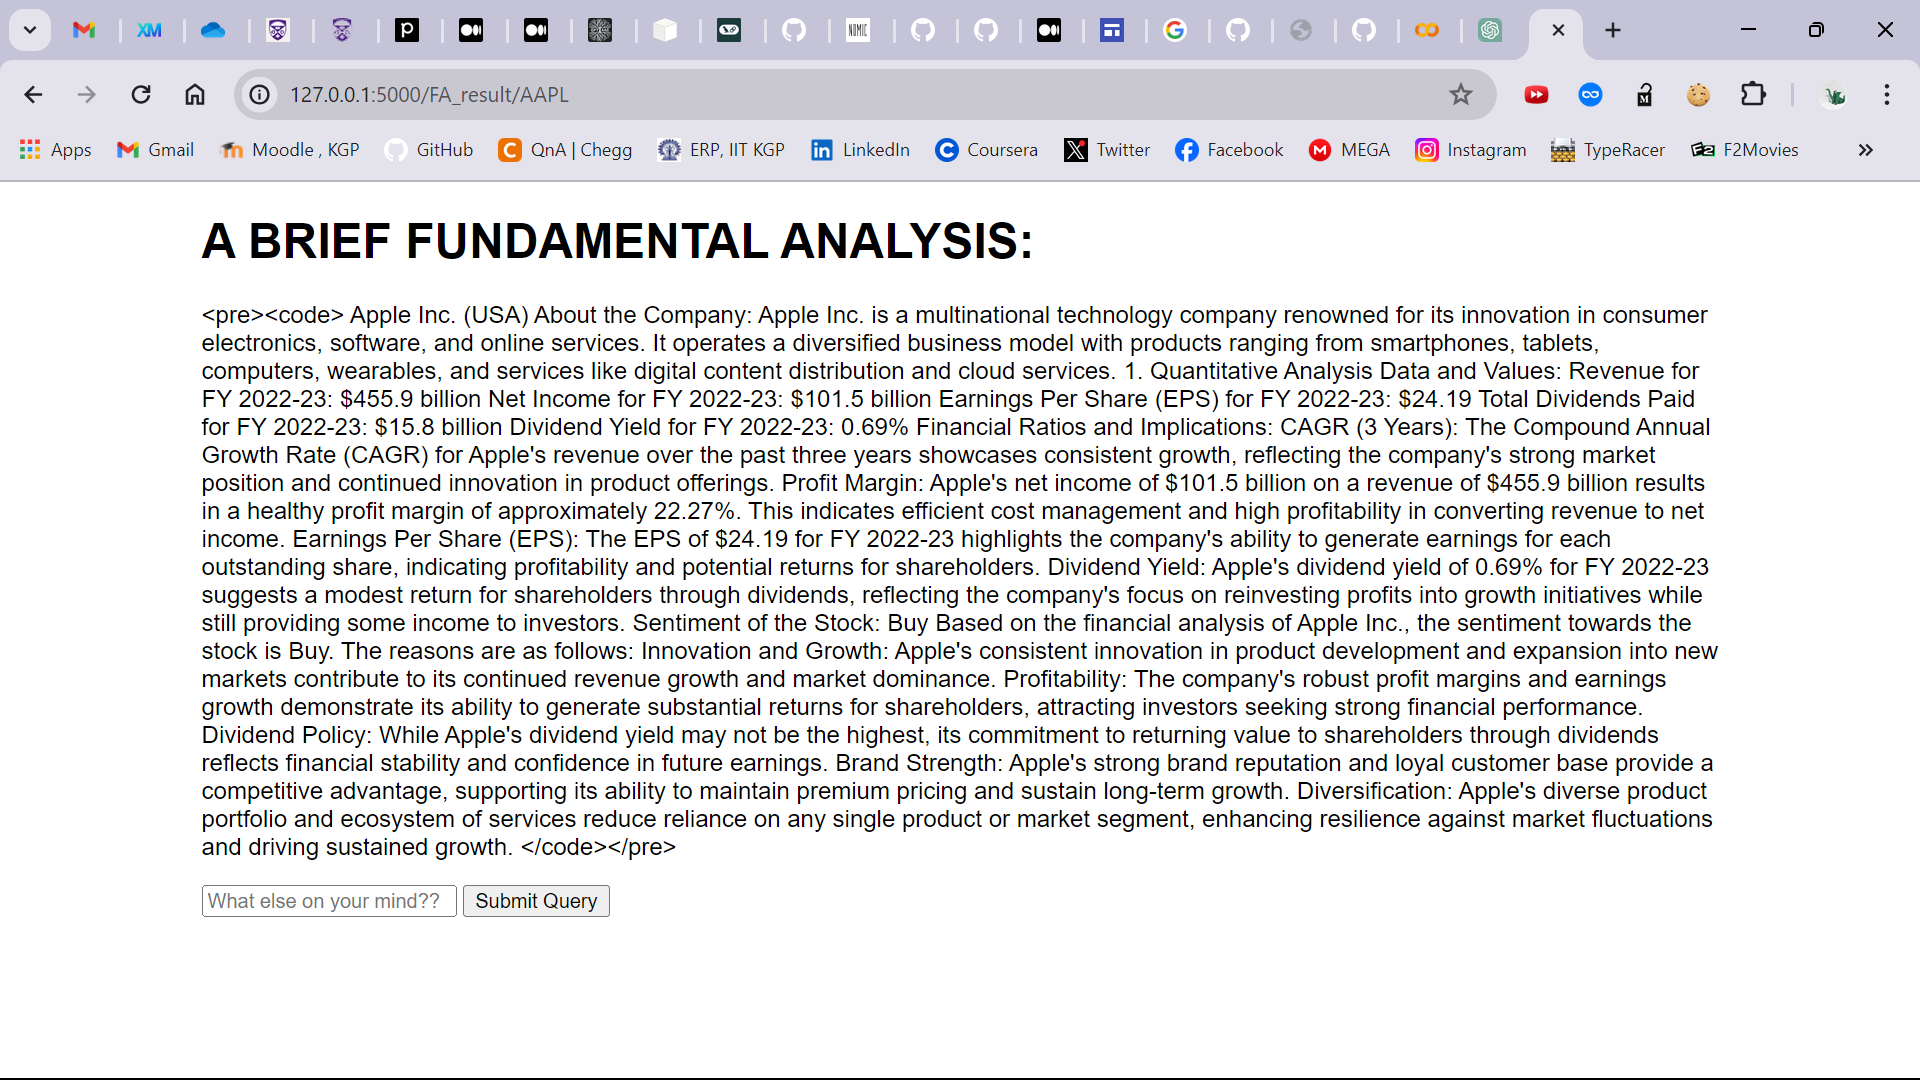 XM
p
NOMIC
127.0.0.1:5000/FA_result/AAPL
Apps Gmail Moodle , KGP GitHub QnA | Chegg ERP, IIT KGP LinkedIn Coursera Twitter Facebook MEGA Instagram TypeRacer F2Movies
A BRIEF FUNDAMENTAL ANALYSIS:
<pre><code> Apple Inc. (USA) About the Company: Apple Inc. is a multinational technology company renowned for its innovation in consumer
electronics, software, and online services. It operates a diversified business model with products ranging from smartphones, tablets,
computers, wearables, and services like digital content distribution and cloud services. 1. Quantitative Analysis Data and Values: Revenue for
FY 2022-23: $455.9 billion Net Income for FY 2022-23: $101.5 billion Earnings Per Share (EPS) for FY 2022-23: $24.19 Total Dividends Paid
for FY 2022-23: $15.8 billion Dividend Yield for FY 2022-23: 0.69% Financial Ratios and Implications: CAGR (3 Years): The Compound Annual
Growth Rate (CAGR) for Apple's revenue over the past three years showcases consistent growth, reflecting the company's strong market
position and continued innovation in product offerings. Profit Margin: Apple's net income of $101.5 billion on a revenue of $455.9 billion results
in a healthy profit margin of approximately 22.27%. This indicates efficient cost management and high profitability in converting revenue to net
income. Earnings Per Share (EPS): The EPS of $24.19 for FY 2022-23 highlights the company's ability to generate earnings for each
outstanding share, indicating profitability and potential returns for shareholders. Dividend Yield: Apple's dividend yield of 0.69% for FY 2022-23
suggests a modest return for shareholders through dividends, reflecting the company's focus on reinvesting profits into growth initiatives while
still providing some income to investors. Sentiment of the Stock: Buy Based on the financial analysis of Apple Inc., the sentiment towards the
stock is Buy. The reasons are as follows: Innovation and Growth: Apple's consistent innovation in product development and expansion into new
markets contribute to its continued revenue growth and market dominance. Profitability: The company's robust profit margins and earnings
growth demonstrate its ability to generate substantial returns for shareholders, attracting investors seeking strong financial performance.
Dividend Policy: While Apple's dividend yield may not be the highest, its commitment to returning value to shareholders through dividends
reflects financial stability and confidence in future earnings. Brand Strength: Apple's strong brand reputation and loyal customer base provide a
competitive advantage, supporting its ability to maintain premium pricing and sustain long-term growth. Diversification: Apple's diverse product
portfolio and ecosystem of services reduce reliance on any single product or market segment, enhancing resilience against market fluctuations
and driving sustained growth. </code></pre>
What else on your mind?? Submit Query